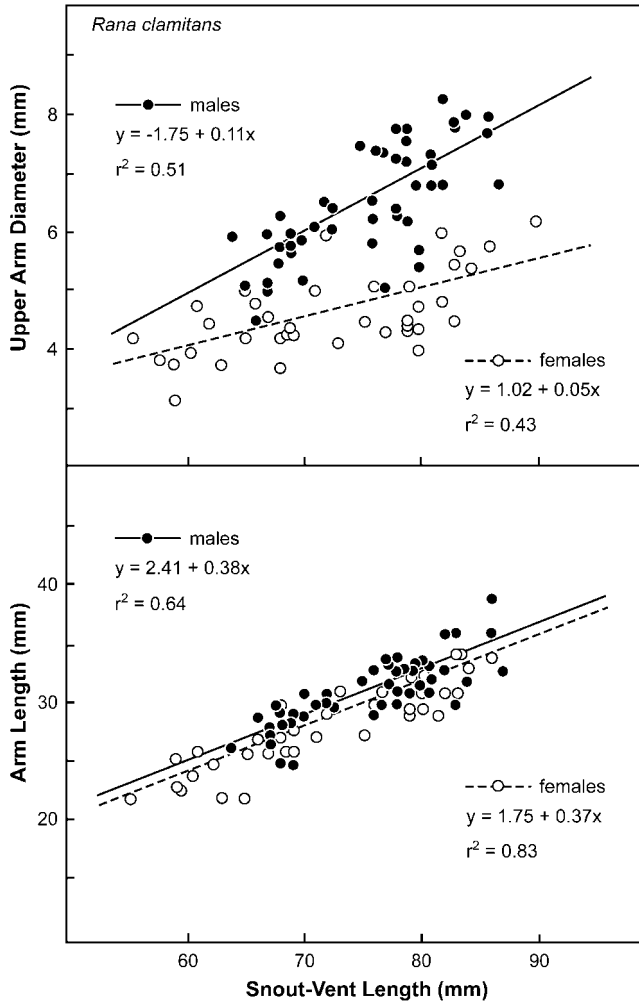 Rana clamitans
males
y = -1.75 + 0.11x
r² = 0.51
8
6
4
Upper Arm Diameter (mm)
females
y = 1.02 + 0.05x
r² = 0.43
males
y = 2.41 + 0.38x
r² = 0.64
40
30
20
Arm Length (mm)
females
y = 1.75 + 0.37x
r² = 0.83
60 70 80 90
Snout-Vent Length (mm)